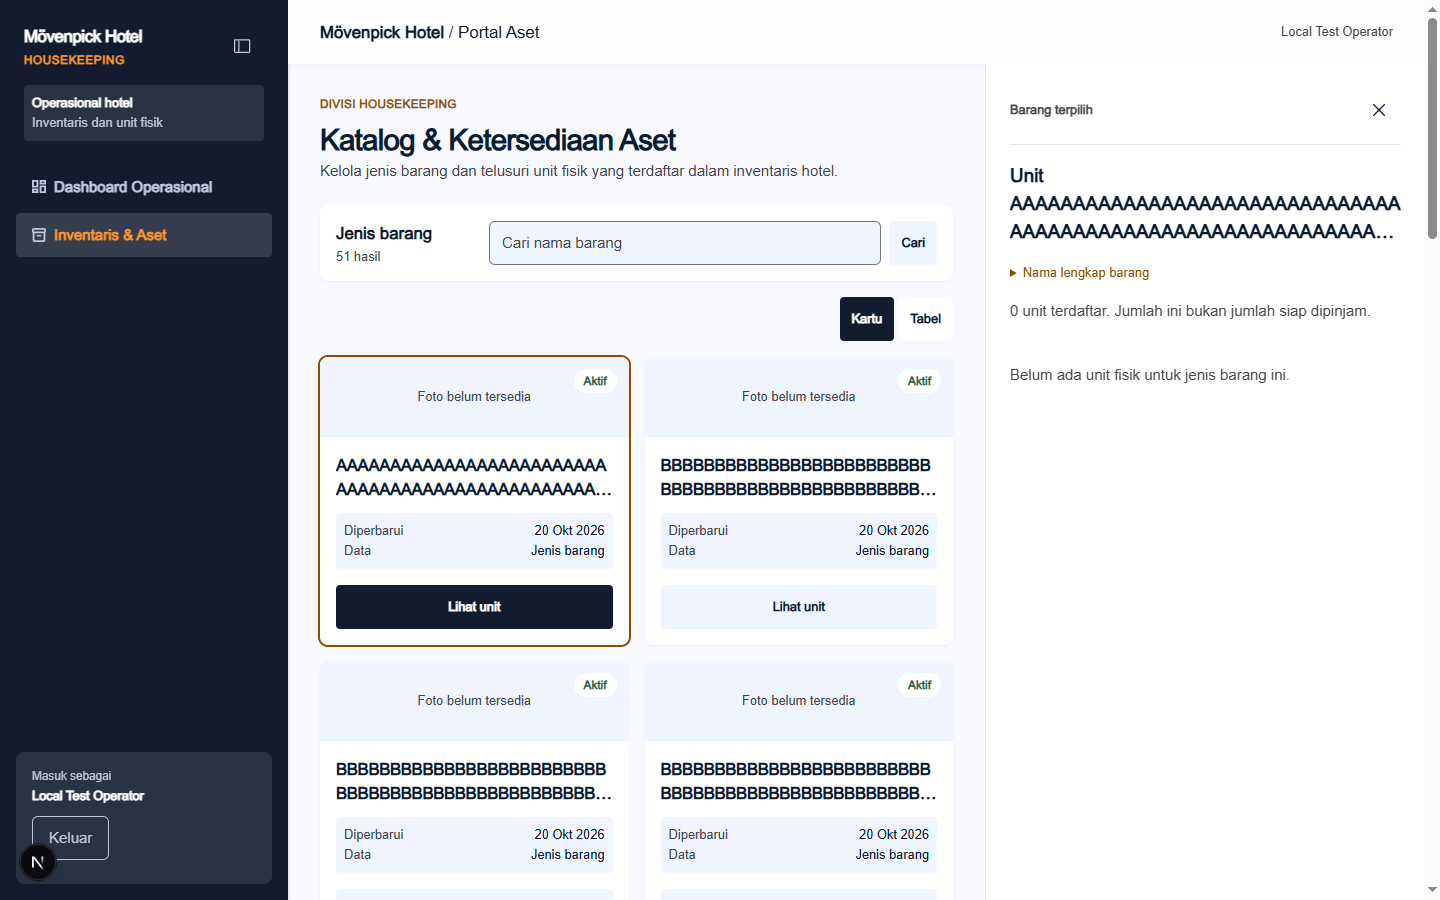 Mövenpick Hotel
HOUSEKEEPING
Operasional hotel
Inventaris dan unit fisik
Dashboard Operasional
Inventaris & Aset
Masuk sebagai
Local Test Operator
Keluar
N
Mövenpick Hotel / Portal Aset
Local Test Operator
DIVISI HOUSEKEEPING
Katalog & Ketersediaan Aset
Kelola jenis barang dan telusuri unit fisik yang terdaftar dalam inventaris hotel.
Jenis barang
51 hasil
Cari nama barang
Cari
Kartu
Tabel
Foto belum tersedia
Aktif
AAAAAAAAAAAAAAAAAAAAAAAAA
AAAAAAAAAAAAAAAAAAAAAAAA…
Diperbarui
20 Okt 2026
Data
Jenis barang
Lihat unit
Foto belum tersedia
Aktif
BBBBBBBBBBBBBBBBBBBBBBBBB
BBBBBBBBBBBBBBBBBBBBBBBB…
Diperbarui
20 Okt 2026
Data
Jenis barang
Lihat unit
Foto belum tersedia
Aktif
BBBBBBBBBBBBBBBBBBBBBBBBB
BBBBBBBBBBBBBBBBBBBBBBBB…
Diperbarui
20 Okt 2026
Data
Jenis barang
Foto belum tersedia
Aktif
BBBBBBBBBBBBBBBBBBBBBBBBB
BBBBBBBBBBBBBBBBBBBBBBBB…
Diperbarui
20 Okt 2026
Data
Jenis barang
Barang terpilih
Unit
AAAAAAAAAAAAAAAAAAAAAAAAAAAAAAA
AAAAAAAAAAAAAAAAAAAAAAAAAAAAA…
Nama lengkap barang
0 unit terdaftar. Jumlah ini bukan jumlah siap dipinjam.
Belum ada unit fisik untuk jenis barang ini.